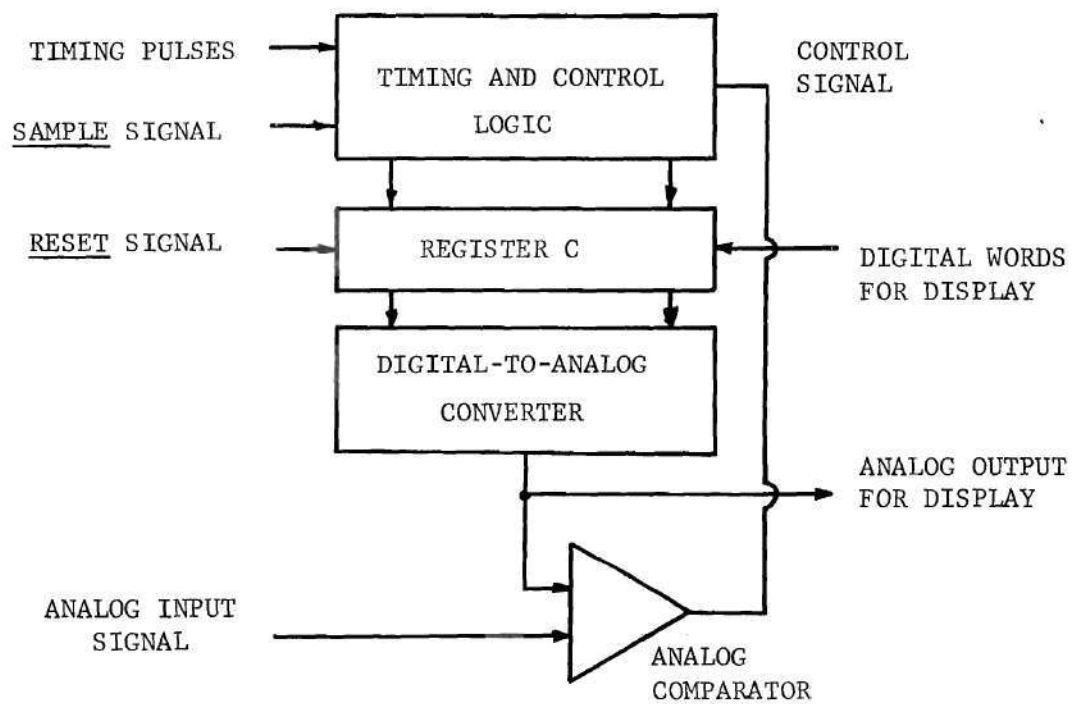 TIMING PULSES
SAMPLE SIGNAL
TIMING AND CONTROL
LOGIC
CONTROL
SIGNAL
RESET SIGNAL
REGISTER C
DIGITAL WORDS
FOR DISPLAY
DIGITAL-TO-ANALOG
CONVERTER
ANALOG OUTPUT
FOR DISPLAY
ANALOG INPUT
SIGNAL
ANALOG
COMPARATOR